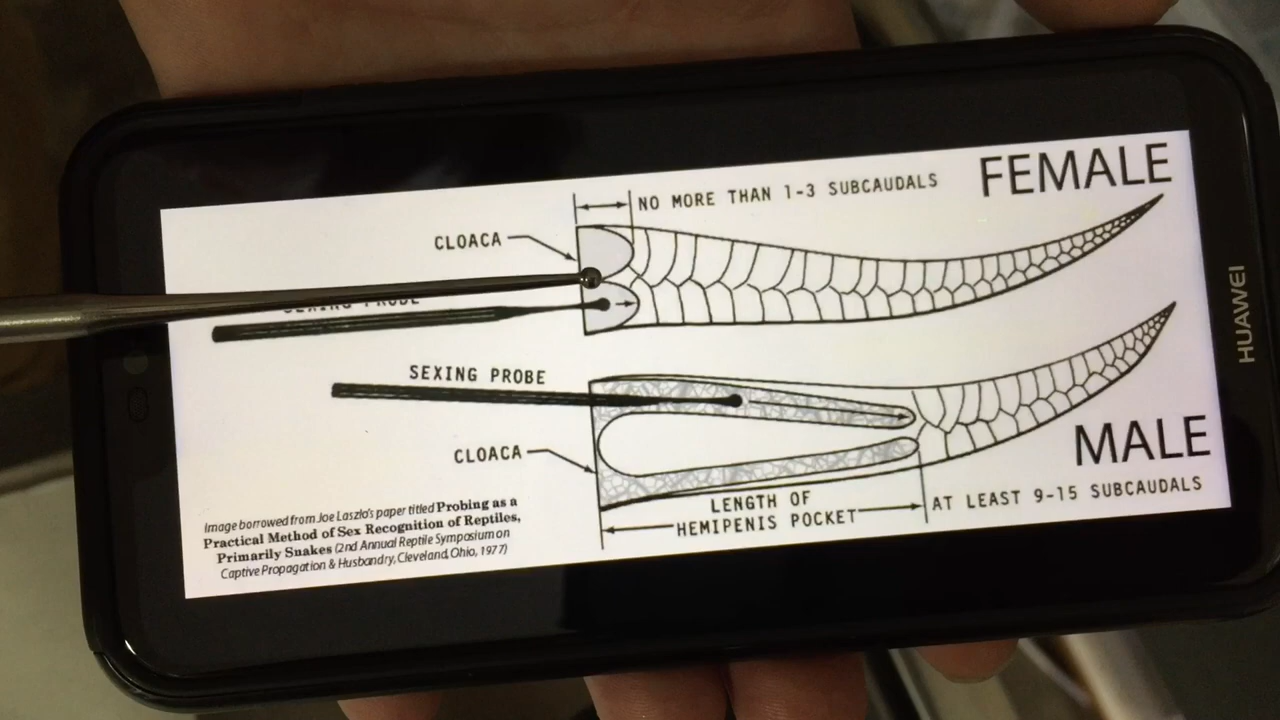 FEMALE
NO MORE THAN 1-3 SUBCAUDALS
CLOACA
SEXING PROBE
SEXING PROBE
CLOACA
MALE
LENGTH OF
HEMIPENIS POCKET
AT LEAST 9-15 SUBCAUDALS
Image borrowed from Joe Laszlo's paper titled Probing as a
Practical Method of Sex Recognition of Reptiles,
Primarily Snakes (2nd Annual Reptile Symposium on
Captive Propagation & Husbandry, Cleveland, Ohio, 1977)
HUAWEI